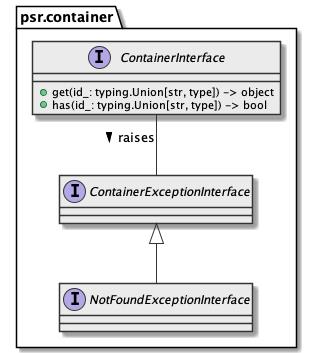 psr.container
I ContainerInterface
get(id_: typing.Union[str, type]) -> object
has(id_: typing.Union[str, type]) -> bool
raises
I ContainerExceptionInterface
I NotFoundExceptionInterface